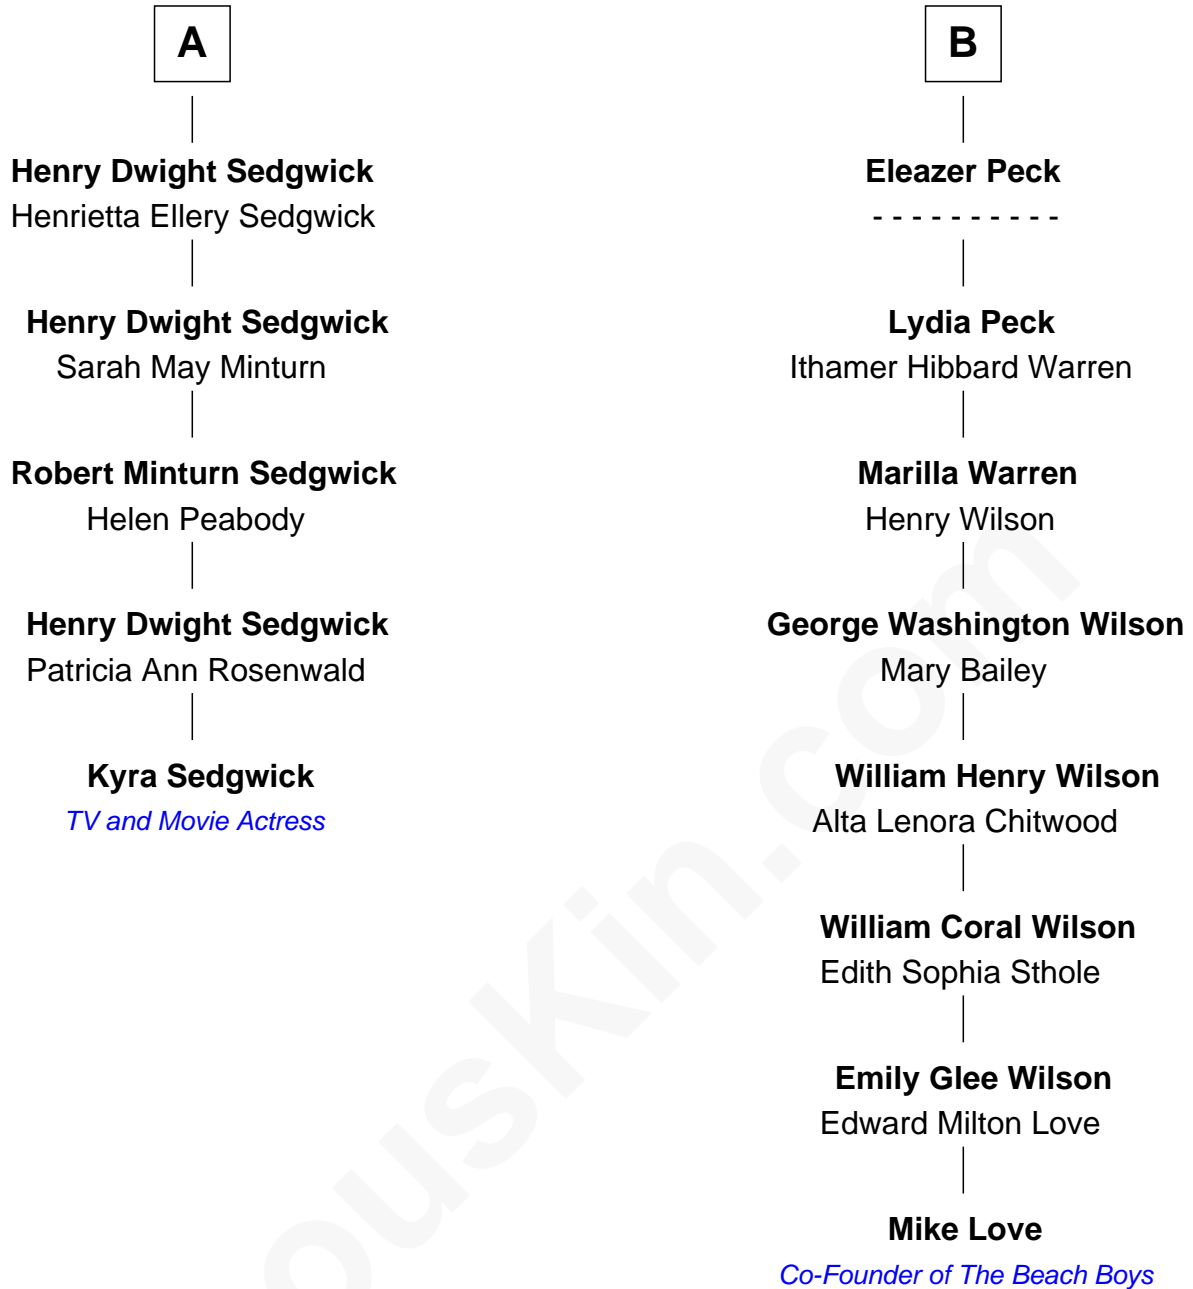 A
Henry Dwight Sedgwick
Henrietta Ellery Sedgwick
Henry Dwight Sedgwick
Sarah May Minturn
Robert Minturn Sedgwick
Helen Peabody
Henry Dwight Sedgwick
Patricia Ann Rosenwald
Kyra Sedgwick
TV and Movie Actress
B
Eleazer Peck
- - - - - - - - - -
Lydia Peck
Ithamer Hibbard Warren
Marilla Warren
Henry Wilson
George Washington Wilson
Mary Bailey
William Henry Wilson
Alta Lenora Chitwood
William Coral Wilson
Edith Sophia Sthole
Emily Glee Wilson
Edward Milton Love
Mike Love
Co-Founder of The Beach Boys
ousKin.com